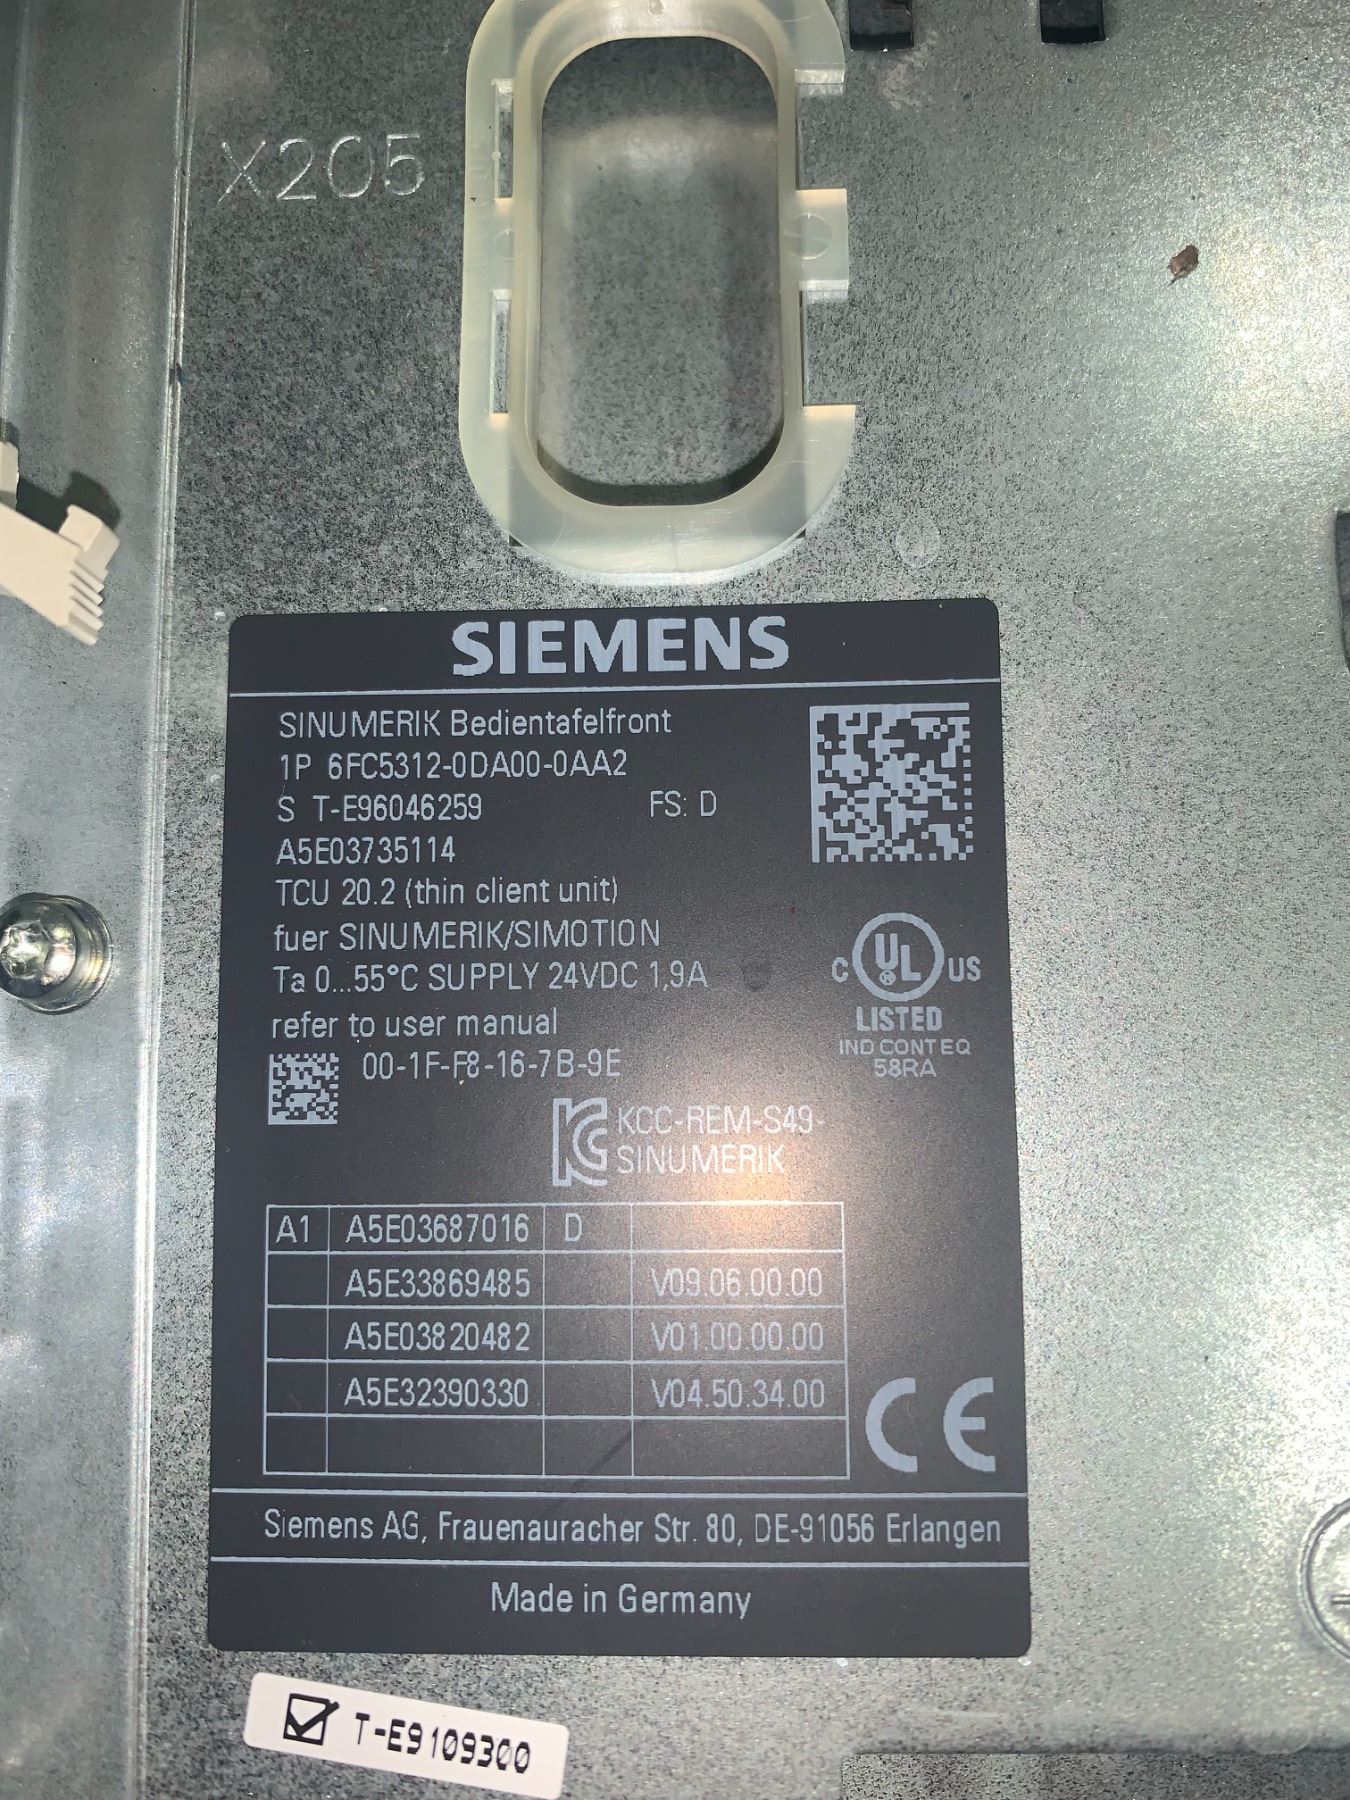 X205
SIEMENS
SINUMERIK Bedientafelfront
1P 6FC5312-0DA00-0AA2
S T-E96046259 FS: D
A5E03735114
TCU 20.2 (thin client unit)
fuer SINUMERIK/SIMOTION
Ta 0...55°C SUPPLY 24VDC 1,9A
refer to user manual
00-1F-F8-16-7B-9E
C UL US
LISTED
IND CONT EQ
58RA
KCC-REM-S49-
SINUMERIK
A1 A5E03687016 D
A5E33869485 V09.06.00.00
A5E03820482 V01.00.00.00
A5E32390330 V04.50.34.00
CE
Siemens AG, Frauenauracher Str. 80, DE-91056 Erlangen
Made in Germany
T-E9109300